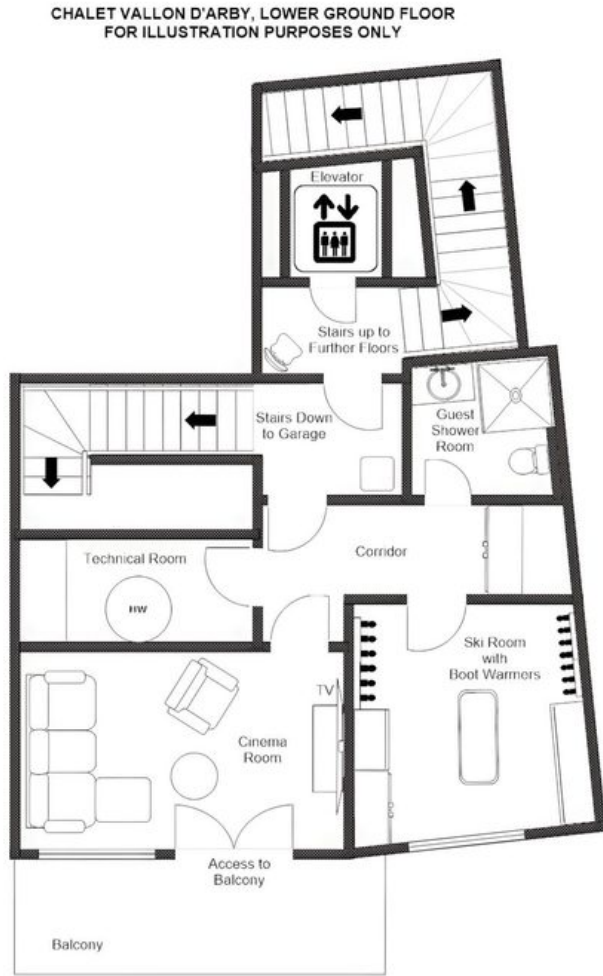 CHALET VALLON D'ARBY, LOWER GROUND FLOOR
FOR ILLUSTRATION PURPOSES ONLY
Elevator
Stairs up to
Further Floors
Stairs Down
to Garage
Guest
Shower
Room
Technical Room
Corridor
HW
Ski Room
with
Boot Warmers
TV
Cinema
Room
Access to
Balcony
Balcony